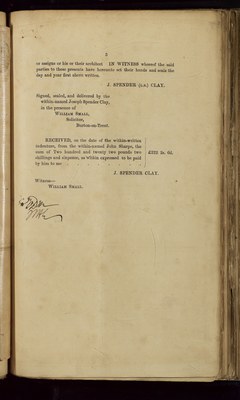 or assigns or his or their architect IN WITNESS whereof the said
parties to these presents have hereunto set their hands and seals the
day and year first above written.
J. SPENDER (L.S.) CLAY.
Signed, sealed, and delivered by the
within-named Joseph Spender Clay,
in the presence of
WILLIAM SMALL,
Solicitor,
Burton-on-Trent
RECEIVED, on the date of the within-written
indenture, from the within-named John Sharpe, the
sum of Two hundred and twenty two pounds two
shillings and sixpence, as within expressed to be paid
by him to me
£222 2s. 6d.
J. SPENDER CLAY.
Witness—
WILLIAM SMALL.